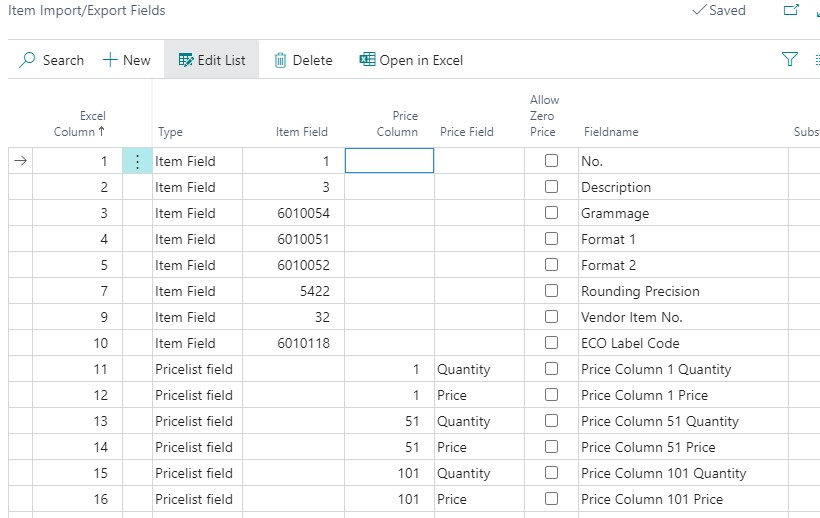 Item Import/Export Fields
Saved
Search New Edit List Delete Open in Excel
Excel Column ↑ Type Item Field Price Column Price Field Allow Zero Price Fieldname Subs
1 Item Field 1 No.
2 Item Field 3 Description
3 Item Field 6010054 Grammage
4 Item Field 6010051 Format 1
5 Item Field 6010052 Format 2
7 Item Field 5422 Rounding Precision
9 Item Field 32 Vendor Item No.
10 Item Field 6010118 ECO Label Code
11 Pricelist field 1 Quantity Price Column 1 Quantity
12 Pricelist field 1 Price Price Column 1 Price
13 Pricelist field 51 Quantity Price Column 51 Quantity
14 Pricelist field 51 Price Price Column 51 Price
15 Pricelist field 101 Quantity Price Column 101 Quantity
16 Pricelist field 101 Price Price Column 101 Price